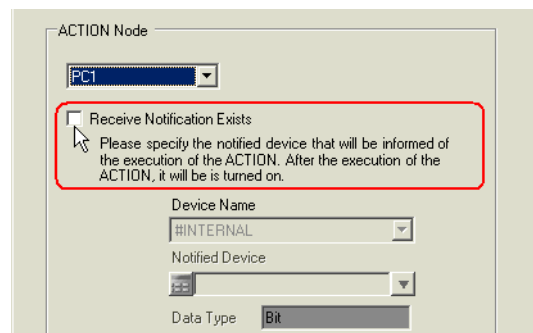 ACTION Node
PC1
Receive Notification Exists
Please specify the notified device that will be informed of
the execution of the ACTION. After the execution of the
ACTION, it will be is turned on.
Device Name
#INTERNAL
Notified Device
Data Type Bit